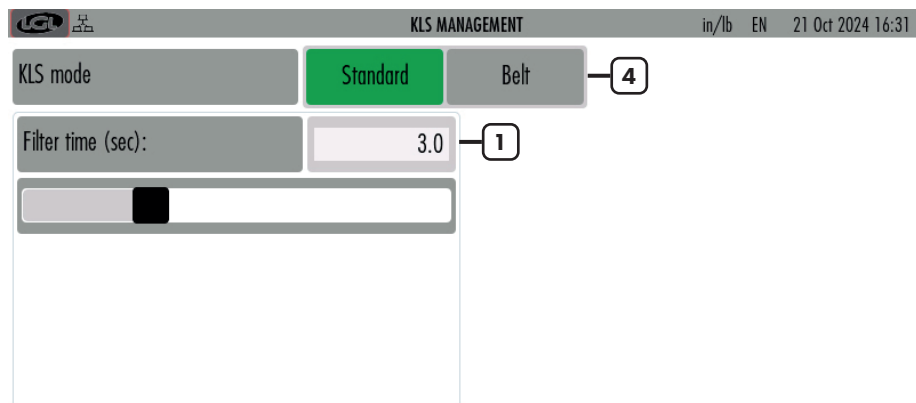 LGL KLS MANAGEMENT in/lb EN 21 Oct 2024 16:31
KLS mode Standard Belt 4
Filter time (sec): 3.0 1